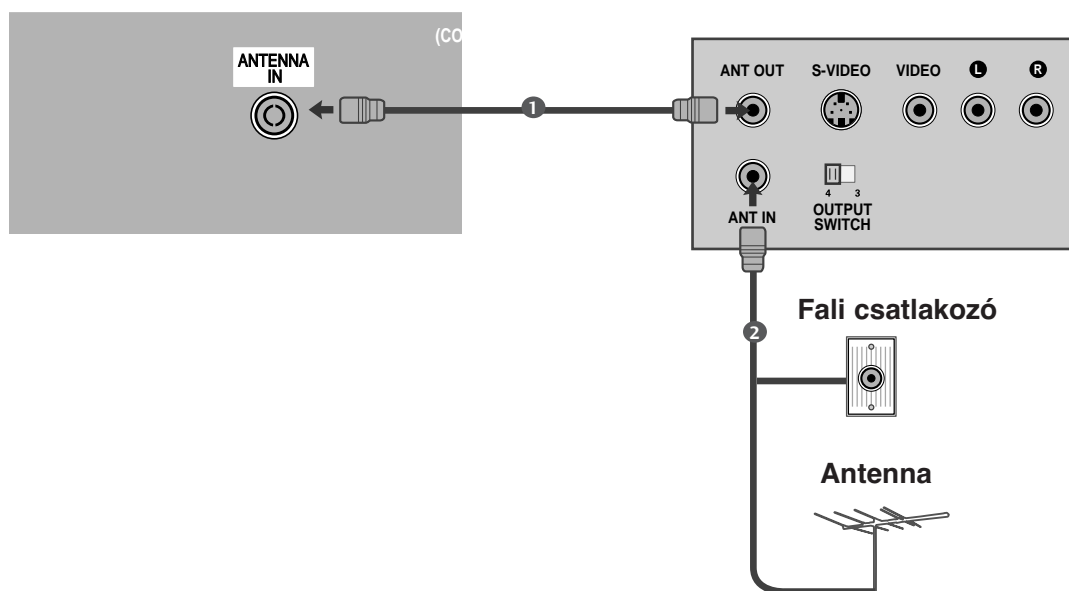 (CO
ANTENNA
IN
ANT OUT S-VIDEO VIDEO L R
1
4 3
OUTPUT
SWITCH
ANT IN
2
Fali csatlakozó
Antenna